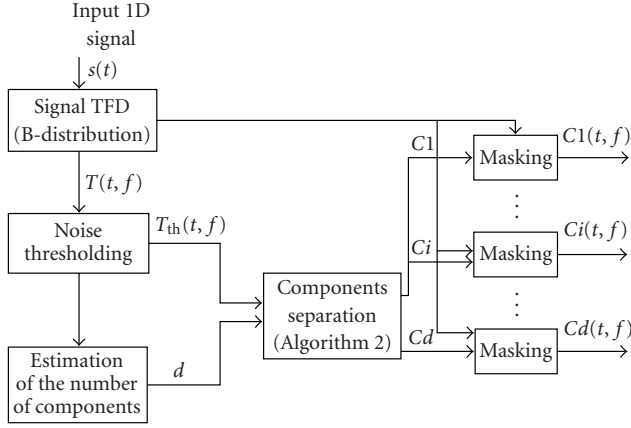 Input 1D
signal
s(t)
Signal TFD
(B-distribution)
T(t, f)
Noise
thresholding
T_th(t, f)
Estimation
of the number
of components
d
Components
separation
(Algorithm 2)
C1
Ci
Cd
Masking
C1(t, f)
⋮
Masking
Ci(t, f)
⋮
Masking
Cd(t, f)